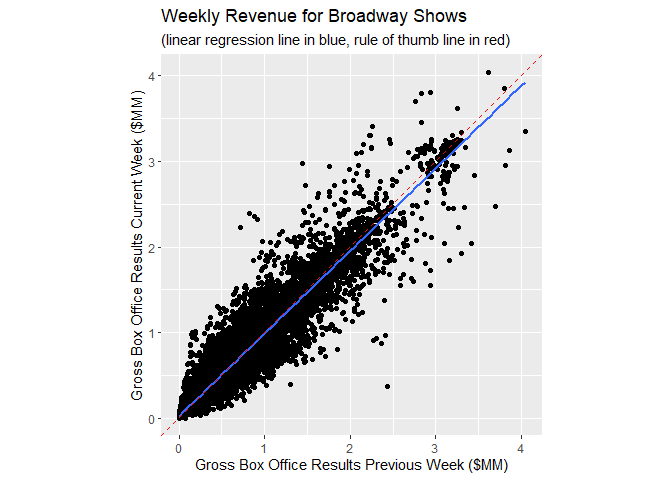 Weekly Revenue for Broadway Shows
(linear regression line in blue, rule of thumb line in red)
Gross Box Office Results Current Week ($MM)
4
3
2
1
0
0 1 2 3 4
Gross Box Office Results Previous Week ($MM)